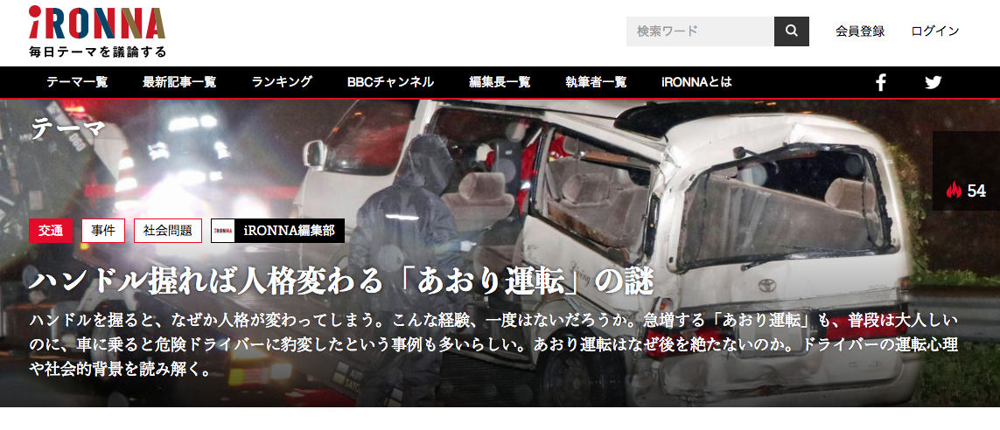 iRONNA
毎日テーマを議論する
検索ワード
会員登録
ログイン
テーマ一覧
最新記事一覧
ランキング
BBCチャンネル
編集長一覧
執筆者一覧
iRONNAとは
テーマ
54
交通
事件
社会問題
iRONNA
iRONNA編集部
ハンドル握れば人格変わる「あおり運転」の謎
ハンドルを握ると、なぜか人格が変わってしまう。こんな経験、一度はないだろうか。急増する「あおり運転」も、普段は大人しい
のに、車に乗ると危険ドライバーに豹変したという事例も多いらしい。あおり運転はなぜ後を絶たないのか。ドライバーの運転心理
や社会的背景を読み解く。